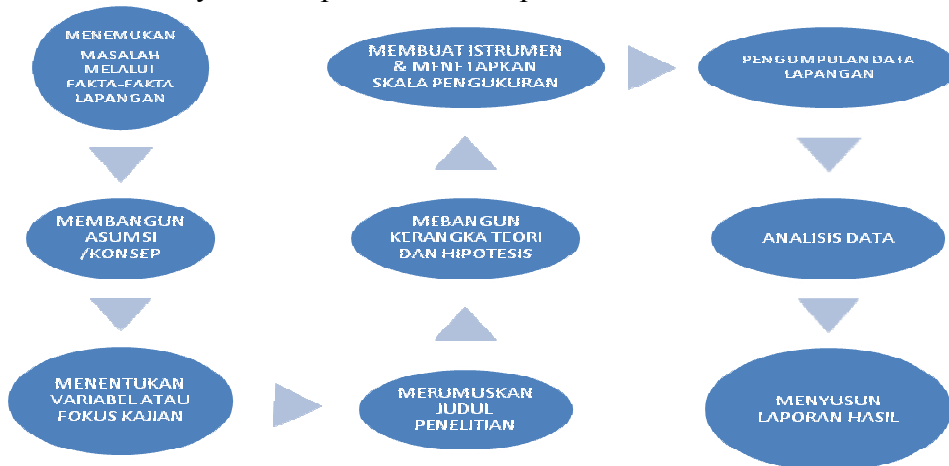 MENEMUKAN
MASALAH
MELALUI
FAKTA-FAKTA
LAPANGAN
MEMBANGUN
ASUMSI
/KONSEP
MENENTUKAN
VARIABEL ATAU
FOKUS KAJIAN
MERUMUSKAN
JUDUL
PENELITIAN
MEBANGUN
KERANGKA TEORI
DAN HIPOTESIS
MEMBUAT ISTRUMEN
& MENETAPKAN
SKALA PENGUKURAN
PENGUMPULAN DATA
LAPANGAN
ANALISIS DATA
MENYUSUN
LAPORAN HASIL